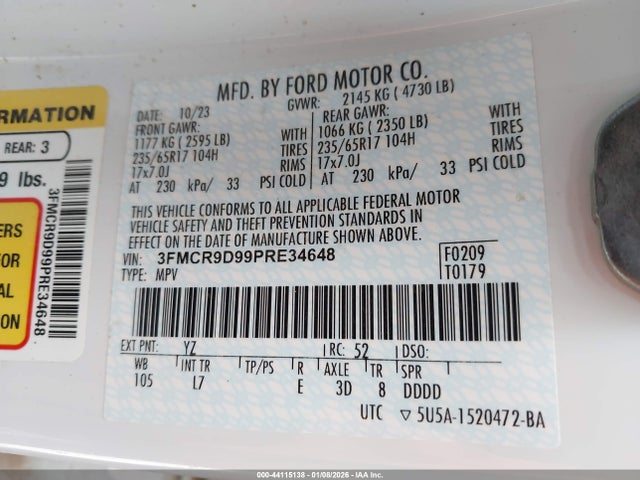 MFD. BY FORD MOTOR CO.
DATE: 10/23 GVWR: 2145 KG ( 4730 LB)
FRONT GAWR: REAR GAWR:
1177 KG ( 2595 LB) WITH 1066 KG ( 2350 LB) WITH
235/65R17 104H TIRES 235/65R17 104H TIRES
17x7.0J RIMS 17x7.0J RIMS
AT 230 kPa/ 33 PSI COLD AT 230 kPa/ 33 PSI COLD
THIS VEHICLE CONFORMS TO ALL APPLICABLE FEDERAL MOTOR
VEHICLE SAFETY AND THEFT PREVENTION STANDARDS IN
EFFECT ON THE DATE OF MANUFACTURE SHOWN ABOVE.
VIN: 3FMCR9D99PRE34648 F0209
TYPE: MPV T0179
EXT PNT: YZ RC: 52 DSO:
WB INT TR TP/PS R AXLE TR SPR
105 L7 E 3D 8 DDDD
UTC ▽5U5A-1520472-BA
ORMATION
REAR: 3
9 lbs.
ERS
FOR
AL
ION
3FMCR9D99PRE34648
000-44115138 - 01/08/2026 - IAA Inc.